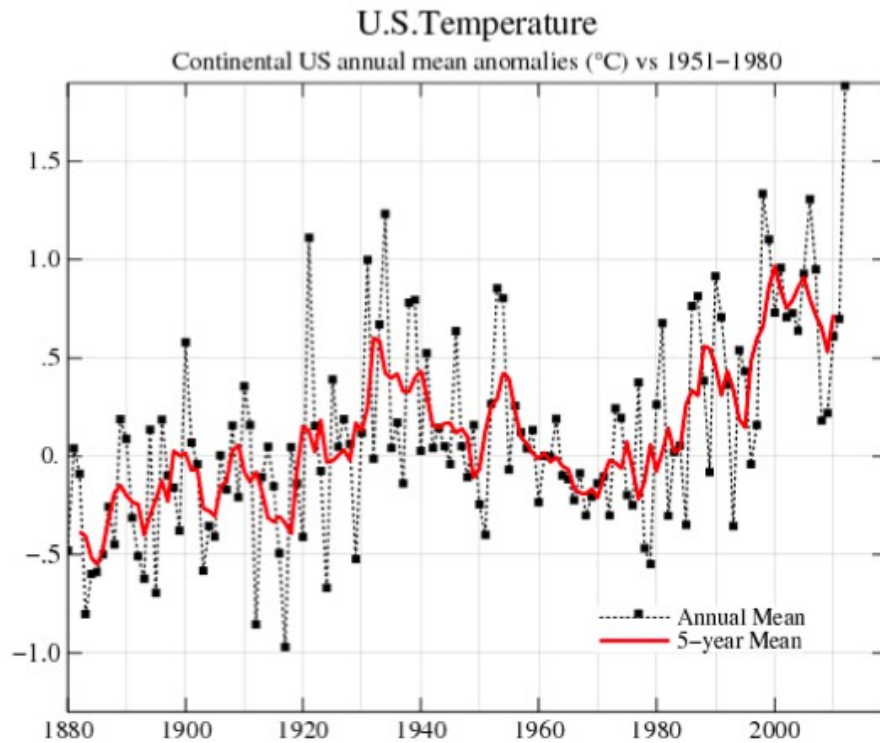 U.S.Temperature
Continental US annual mean anomalies (°C) vs 1951−1980
1.5
1.0
.5
0.
−.5
−1.0
Annual Mean
5-year Mean
1880 1900 1920 1940 1960 1980 2000